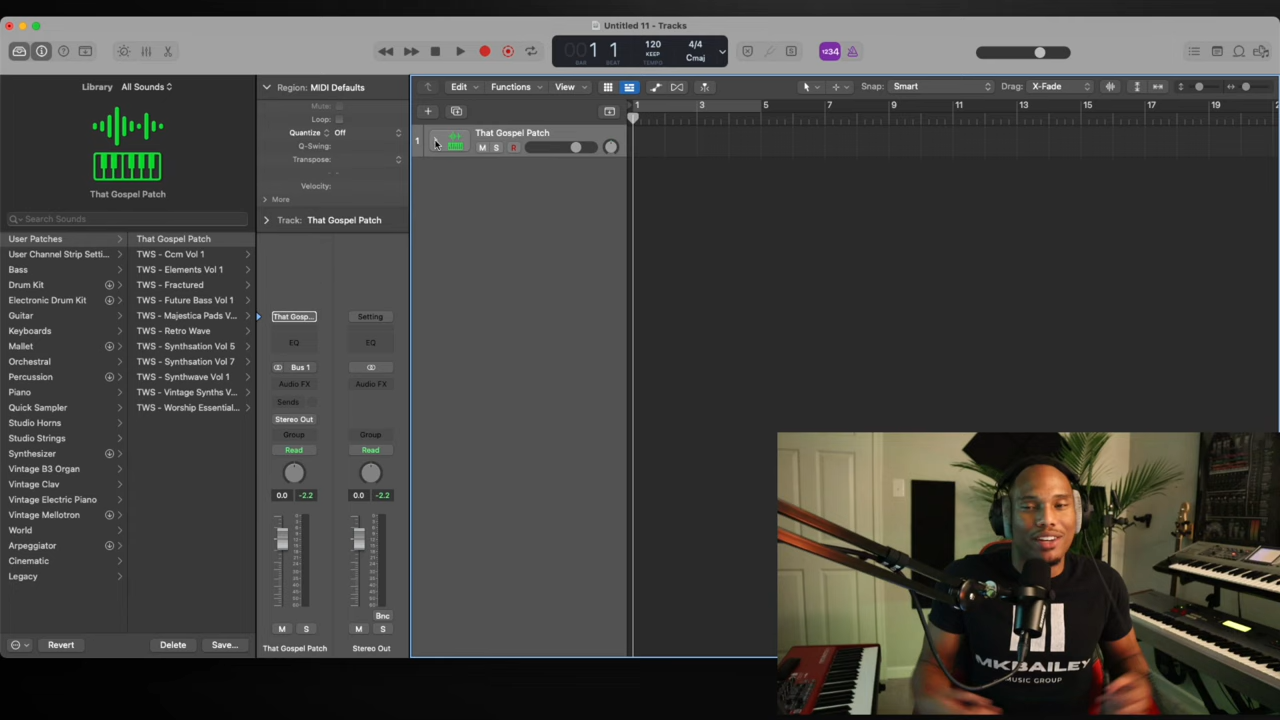 Untitled 11 - Tracks
1 1
BAR BEAT
120
KEEP
TEMPO
4/4
Cmaj
1234
Library All Sounds
Region: MIDI Defaults
Edit Functions View
Snap: Smart
Drag: X-Fade
1 3 5 7 9 11 13 15 17 19
Mute:
Loop:
Quantize Off
Q-Swing:
Transpose:
Velocity:
More
Track: That Gospel Patch
1 That Gospel Patch
M S R
That Gospel Patch
Search Sounds
User Patches
User Channel Strip Setti...
Bass
Drum Kit
Electronic Drum Kit
Guitar
Keyboards
Mallet
Orchestral
Percussion
Piano
Quick Sampler
Studio Horns
Studio Strings
Synthesizer
Vintage B3 Organ
Vintage Clav
Vintage Electric Piano
Vintage Mellotron
World
Arpeggiator
Cinematic
Legacy
That Gospel Patch
TWS - Ccm Vol 1
TWS - Elements Vol 1
TWS - Fractured
TWS - Future Bass Vol 1
TWS - Majestica Pads V...
TWS - Retro Wave
TWS - Synthsation Vol 5
TWS - Synthsation Vol 7
TWS - Synthwave Vol 1
TWS - Vintage Synths V...
TWS - Worship Essential...
Revert Delete Save...
That Gosp... Setting
EQ EQ
Bus 1
Audio FX Audio FX
Sends
Stereo Out
Group Group
Read Read
0.0 -2.2 0.0 -2.2
Bnc
M S M S
That Gospel Patch Stereo Out
MKBAILEY
MUSIC GROUP